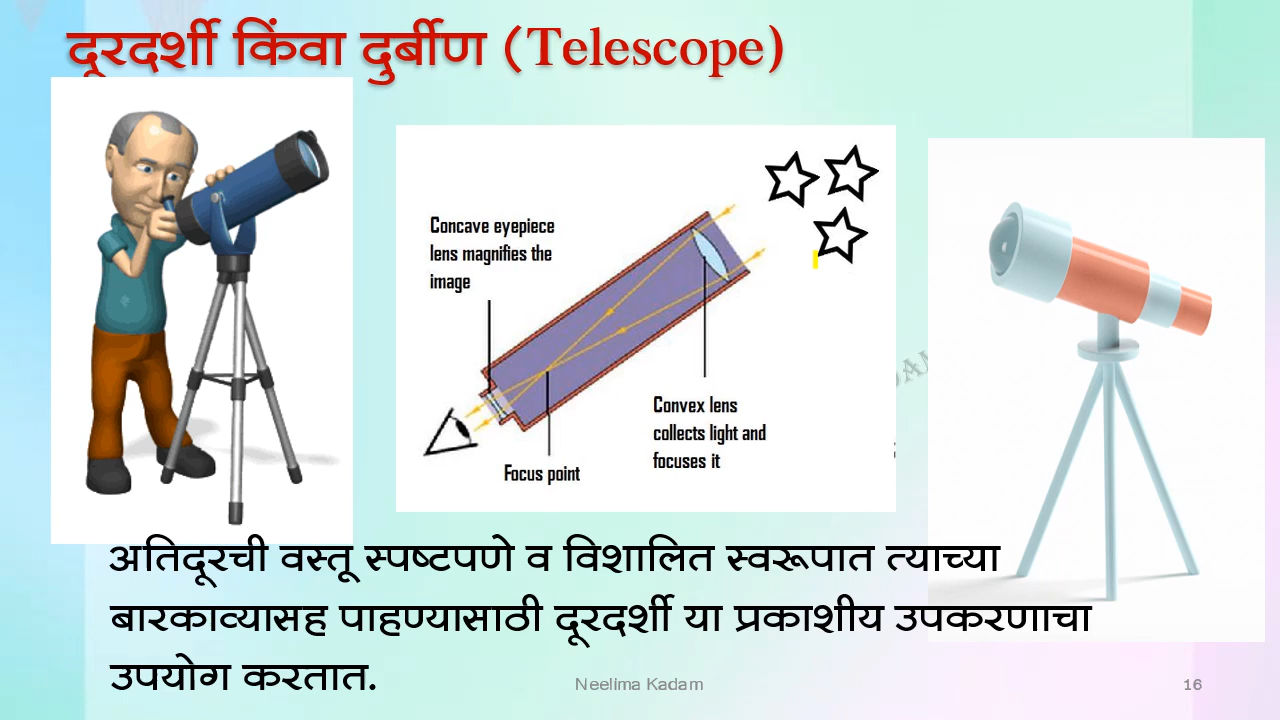 दूरदर्शी किंवा दुर्बीण (Telescope)
Concave eyepiece
lens magnifies the
image
Convex lens
collects light and
focuses it
Focus point
अतिदूरची वस्तू स्पष्टपणे व विशालित स्वरूपात त्याच्या
बारकाव्यासह पाहण्यासाठी दूरदर्शी या प्रकाशीय उपकरणाचा
उपयोग करतात.
Neelima Kadam
16